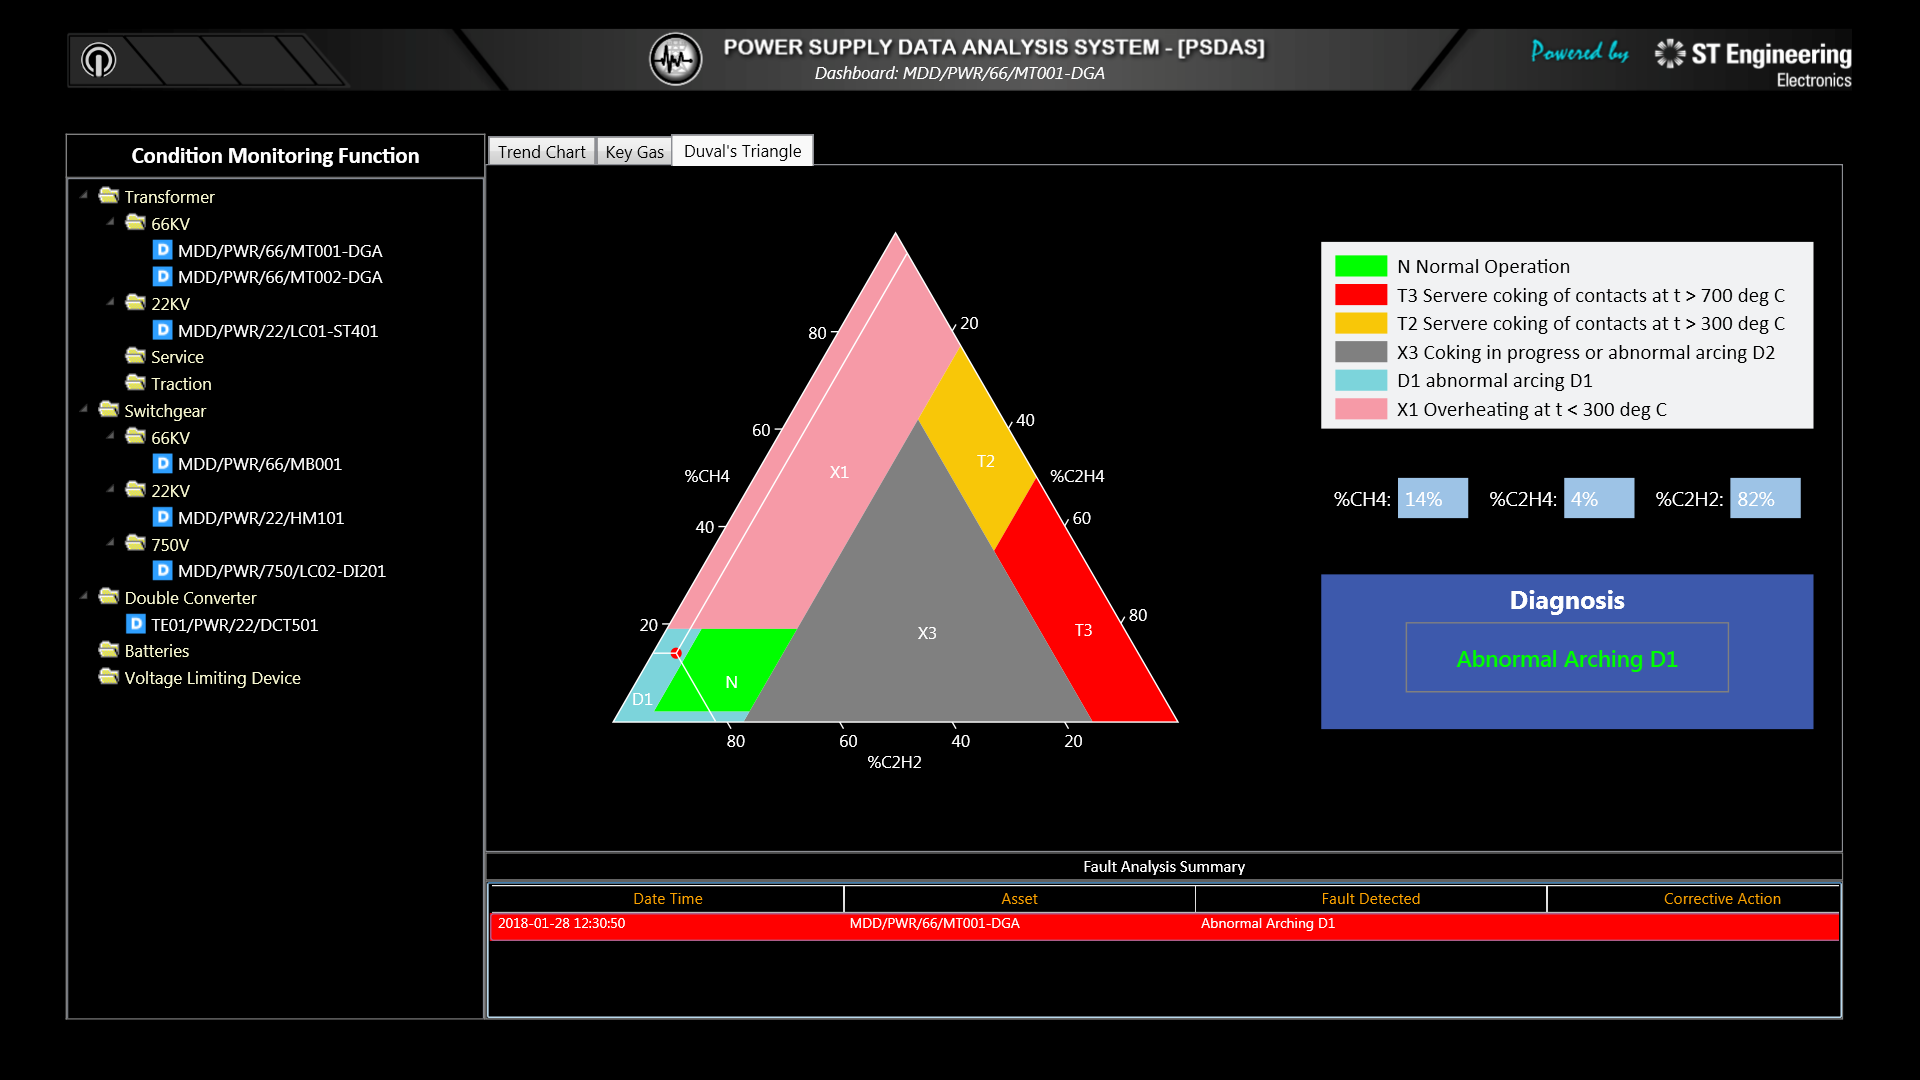 POWER SUPPLY DATA ANALYSIS SYSTEM - [PSDAS]
Dashboard: MDD/PWR/66/MT001-DGA
Powered by
ST Engineering
Electronics
Condition Monitoring Function
Transformer
66KV
MDD/PWR/66/MT001-DGA
MDD/PWR/66/MT002-DGA
22KV
MDD/PWR/22/LC01-ST401
Service
Traction
Switchgear
66KV
MDD/PWR/66/MB001
22KV
MDD/PWR/22/HM101
750V
MDD/PWR/750/LC02-DI201
Double Converter
TE01/PWR/22/DCT501
Batteries
Voltage Limiting Device
Trend Chart
Key Gas
Duval's Triangle
80
60
%CH4
40
20
20
40
%C2H4
60
80
X1
T2
X3
T3
N
D1
80
60
40
20
%C2H2
N Normal Operation
T3 Servere coking of contacts at t > 700 deg C
T2 Servere coking of contacts at t > 300 deg C
X3 Coking in progress or abnormal arcing D2
D1 abnormal arcing D1
X1 Overheating at t < 300 deg C
%CH4: 14% %C2H4: 4% %C2H2: 82%
Diagnosis
Abnormal Arching D1
Fault Analysis Summary
Date Time Asset Fault Detected Corrective Action
2018-01-28 12:30:50 MDD/PWR/66/MT001-DGA Abnormal Arching D1